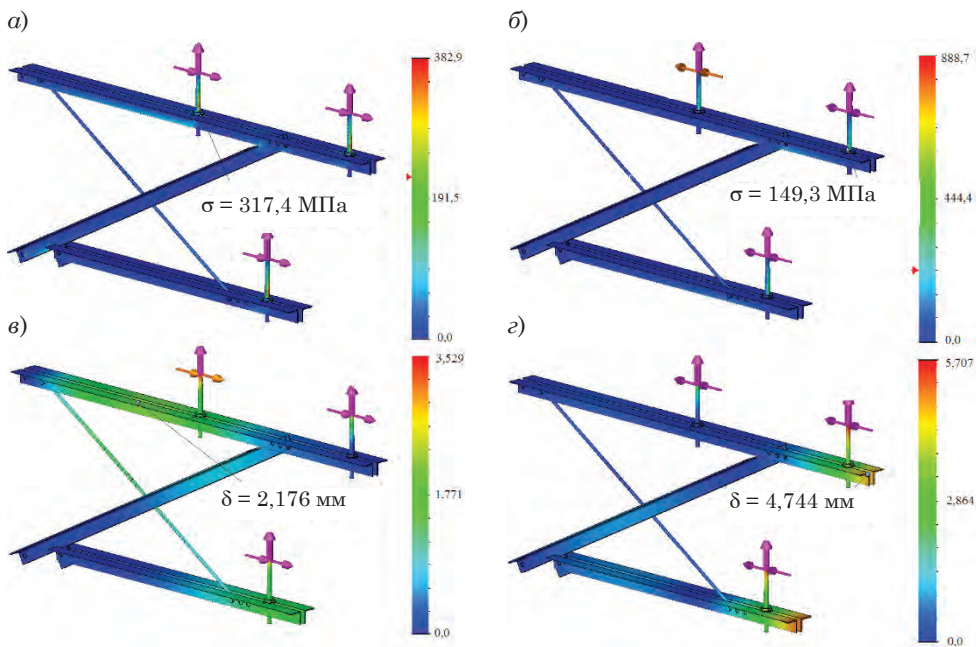 а)
382,9
191,5
0,0
σ = 317,4 МПа
б)
888,7
444,4
0,0
σ = 149,3 МПа
в)
3,529
1,771
0,0
δ = 2,176 мм
г)
5,707
2,864
0,0
δ = 4,744 мм